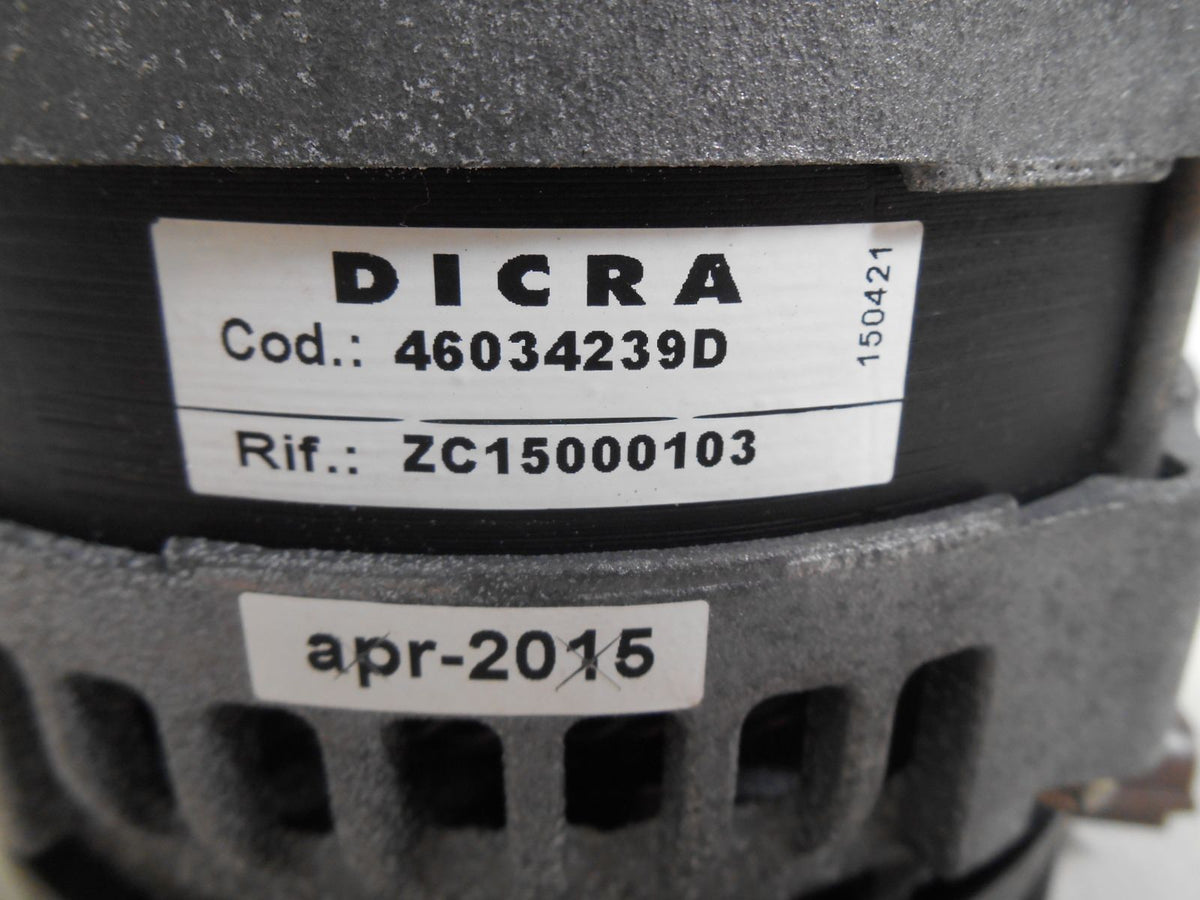 DICRA
Cod.: 46034239D
150421
Rif.: ZC15000103
apr-2015